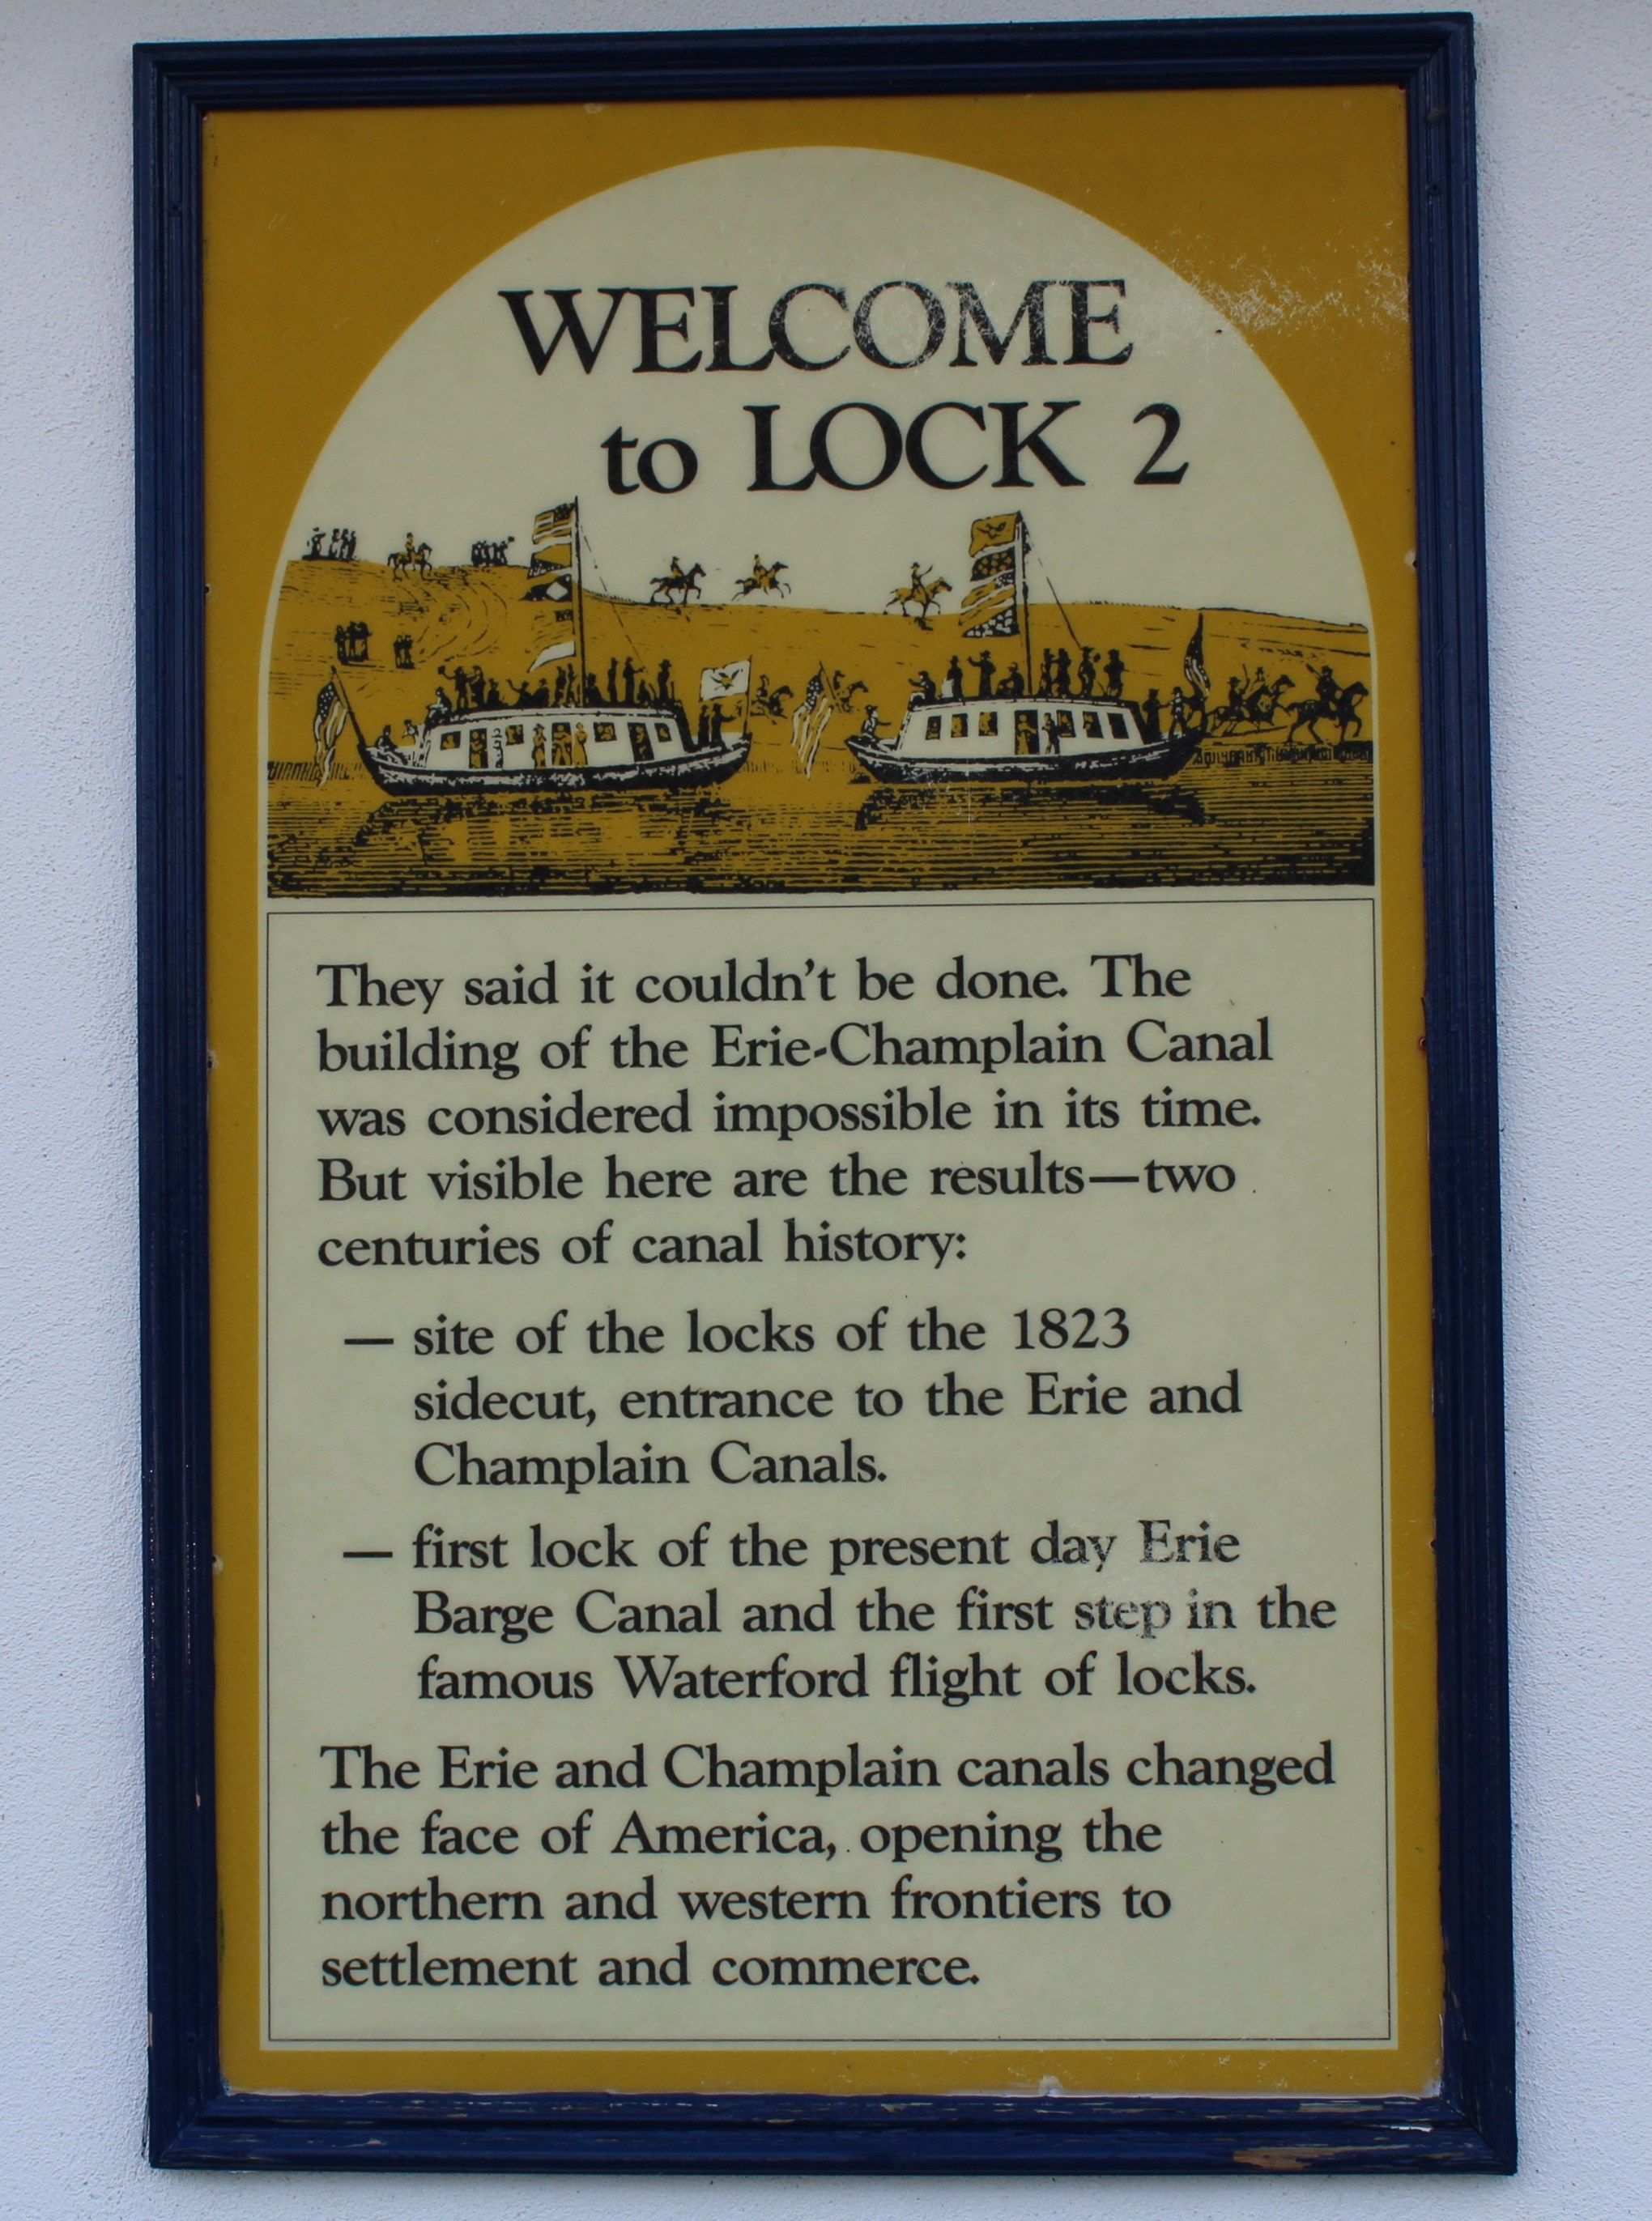 WELCOME
to LOCK 2
They said it couldn't be done. The
building of the Erie-Champlain Canal
was considered impossible in its time.
But visible here are the results—two
centuries of canal history:
— site of the locks of the 1823
sidecut, entrance to the Erie and
Champlain Canals.
— first lock of the present day Erie
Barge Canal and the first step in the
famous Waterford flight of locks.
The Erie and Champlain canals changed
the face of America, opening the
northern and western frontiers to
settlement and commerce.